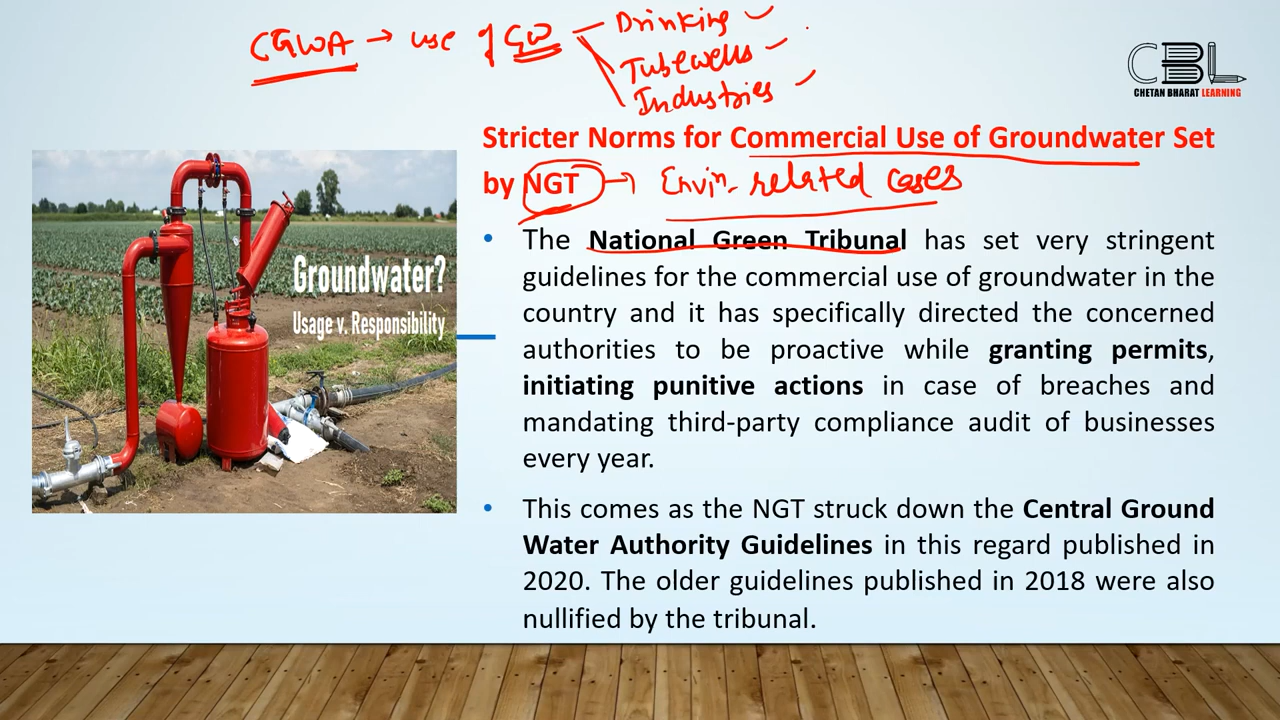 CGWA → use of GW
Drinking
Tubewells
Industries
CBL
CHETAN BHARAT LEARNING
Stricter Norms for Commercial Use of Groundwater Set
by NGT → Envin. related cases
Groundwater?
Usage v. Responsibility
• The National Green Tribunal has set very stringent
guidelines for the commercial use of groundwater in the
country and it has specifically directed the concerned
authorities to be proactive while granting permits,
initiating punitive actions in case of breaches and
mandating third-party compliance audit of businesses
every year.
• This comes as the NGT struck down the Central Ground
Water Authority Guidelines in this regard published in
2020. The older guidelines published in 2018 were also
nullified by the tribunal.